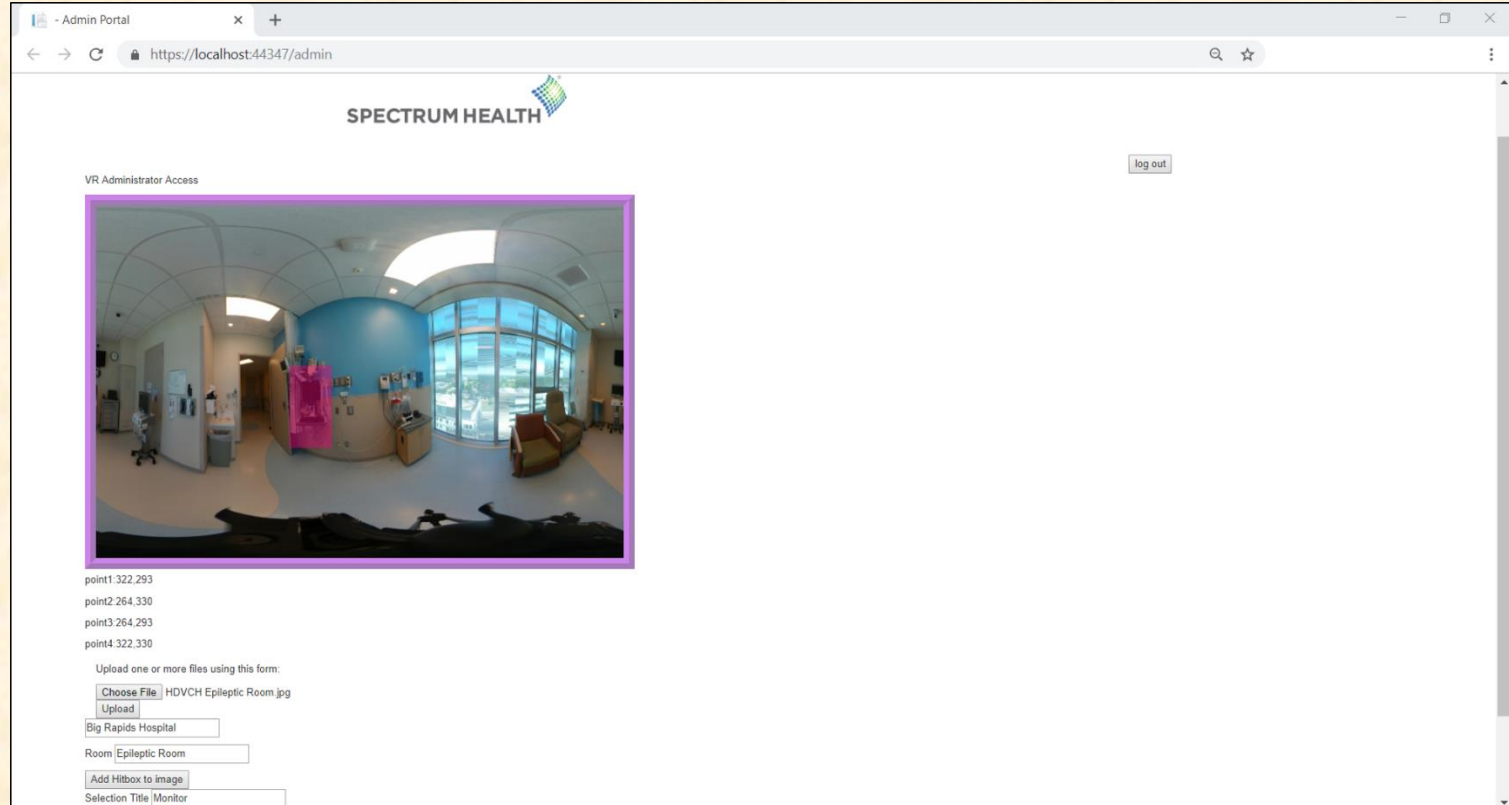 - Admin Portal
https://localhost:44347/admin
SPECTRUM HEALTH
log out
VR Administrator Access
point1:322,293
point2:264,330
point3:264,293
point4:322,330
Upload one or more files using this form:
Choose File HDVCH Epileptic Room.jpg
Upload
Big Rapids Hospital
Room Epileptic Room
Add Hitbox to image
Selection Title Monitor